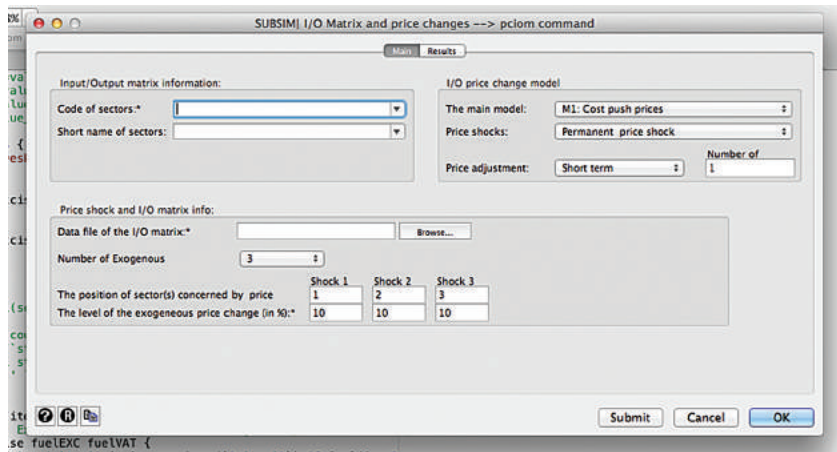 SUBSIM| I/O Matrix and price changes --> pciom command
Main Results
Input/Output matrix information:
Code of sectors:*
Short name of sectors:
I/O price change model
The main model: M1: Cost push prices
Price shocks: Permanent price shock
Number of
Price adjustment: Short term 1
Price shock and I/O matrix info:
Data file of the I/O matrix:* Browse...
Number of Exogenous 3
Shock 1 Shock 2 Shock 3
The position of sector(s) concerned by price 1 2 3
The level of the exogeneous price change (in %):* 10 10 10
Submit Cancel OK
se fuelEXC fuelVAT {